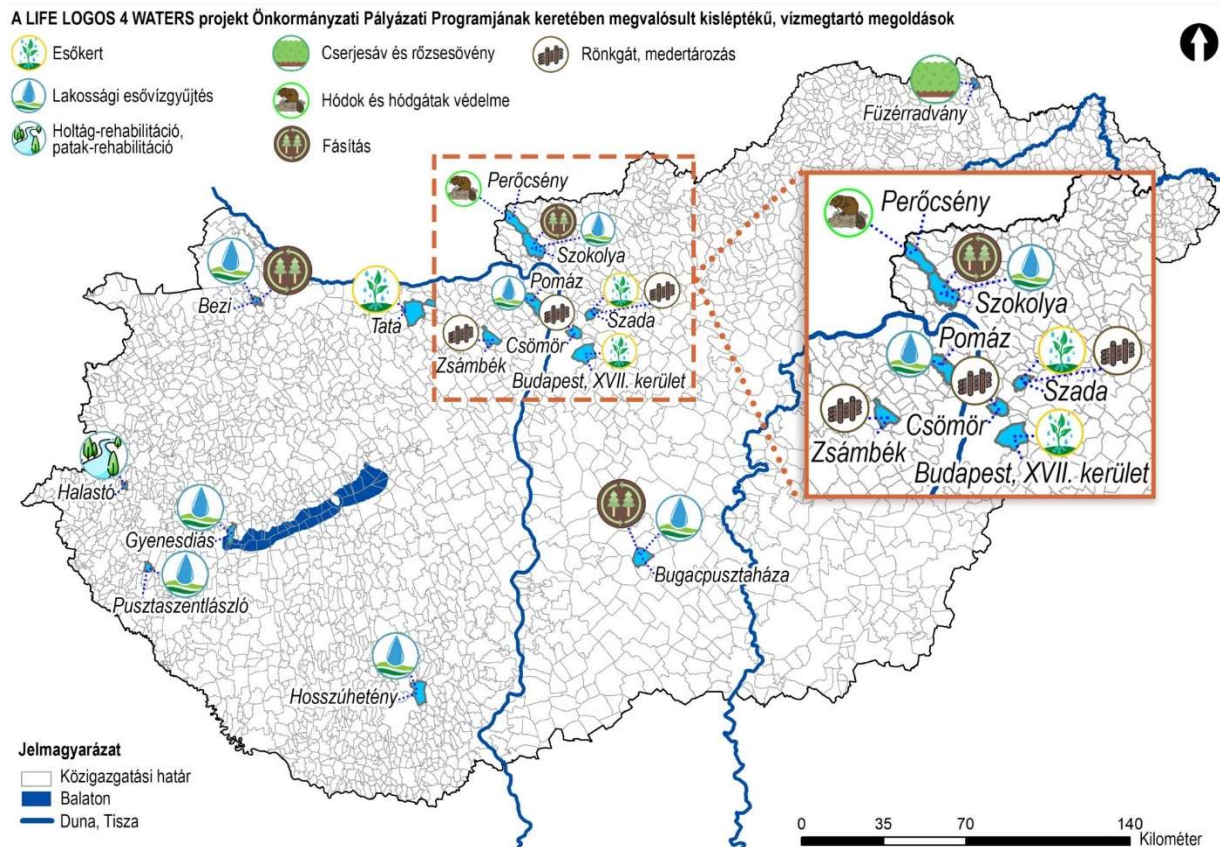 A LIFE LOGOS 4 WATERS projekt Önkormányzati Pályázati Programjának keretében megvalósult kisléptékű, vízmegtartó megoldások
Esőkert
Lakossági esővízgyűjtés
Holtág-rehabilitáció,
patak-rehabilitáció
Cserjesáv és rőzsesövény
Hódok és hódgátak védelme
Fásítás
Rönkgát, medertározás
Füzérradvány
Perőcsény
Szokolya
Bezi
Tata
Pomáz
Szada
Csömör
Zsámbék
Budapest, XVII. kerület
Perőcsény
Szokolya
Pomáz
Szada
Csömör
Zsámbék
Budapest, XVII. kerület
Halastó
Gyenesdiás
Pusztaszentlászló
Bugacpusztaháza
Hosszúhetény
Jelmagyarázat
Közigazgatási határ
Balaton
Duna, Tisza
0 35 70 140
Kilométer